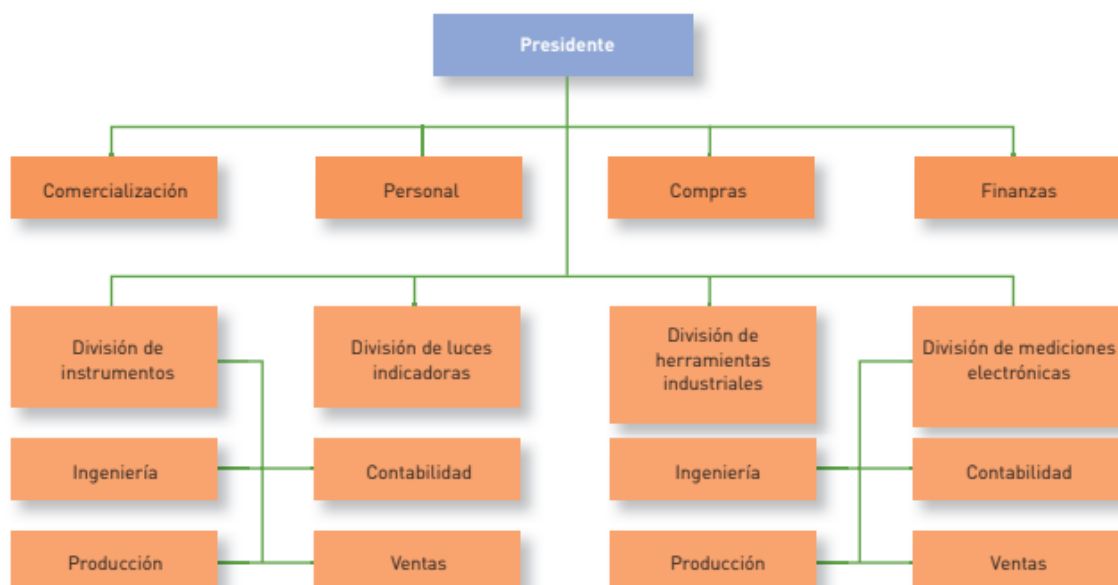 Presidente
Comercialización
Personal
Compras
Finanzas
División de
instrumentos
División de luces
indicadoras
División de
herramientas
industriales
División de mediciones
electrónicas
Ingeniería
Contabilidad
Ingeniería
Contabilidad
Producción
Ventas
Producción
Ventas